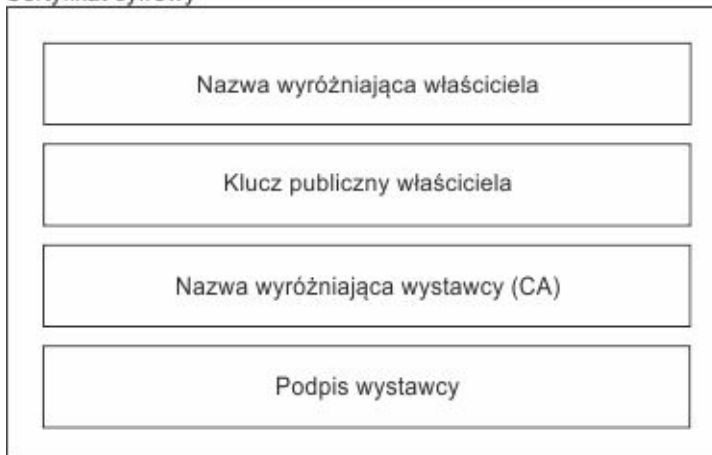 Nazwa wyróżniająca właściciela
Klucz publiczny właściciela
Nazwa wyróżniająca wystawcy (CA)
Podpis wystawcy